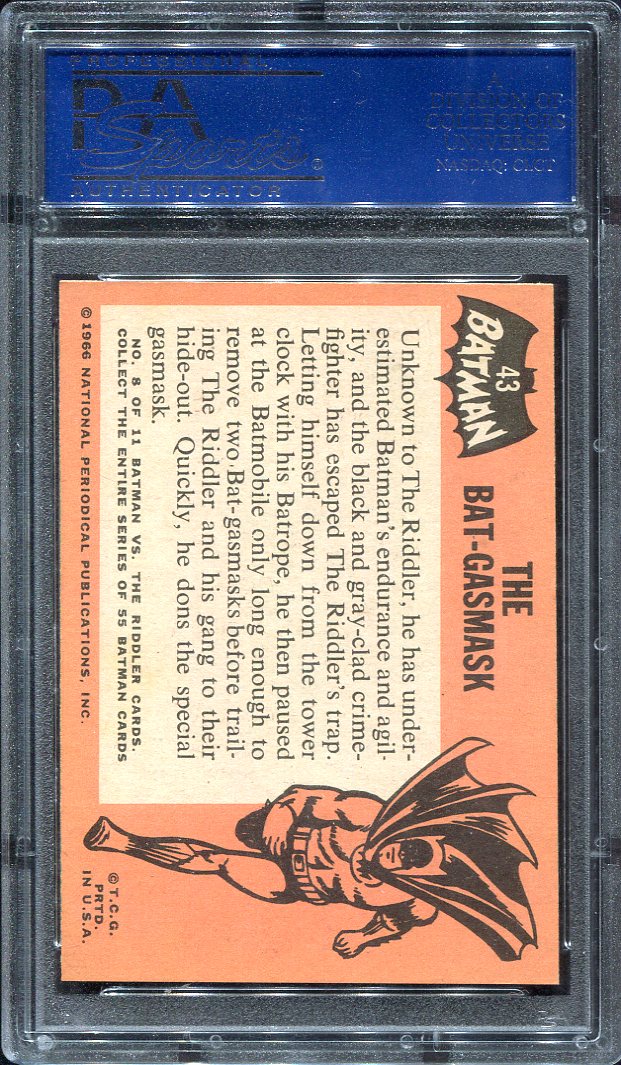 PROFESSIONAL
PSA
Sports®
AUTHENTICATOR
A
DIVISION OF
COLLECTORS
UNIVERSE
NASDAQ: CLCT
43
BATMAN
THE
BAT-GASMASK
Unknown to The Riddler, he has under-
estimated Batman's endurance and agil-
ity, and the black and gray-clad crime-
fighter has escaped The Riddler's trap.
Letting himself down from the tower
clock with his Batrope, he then paused
at the Batmobile only long enough to
remove two Bat-gasmasks before trail-
ing The Riddler and his gang to their
hide-out. Quickly, he dons the special
gasmask.
NO. 8 OF 11 BATMAN VS. THE RIDDLER CARDS.
COLLECT THE ENTIRE SERIES OF 55 BATMAN CARDS
© 1966 NATIONAL PERIODICAL PUBLICATIONS, INC.
© T.C.G.
PRTD.
IN U.S.A.